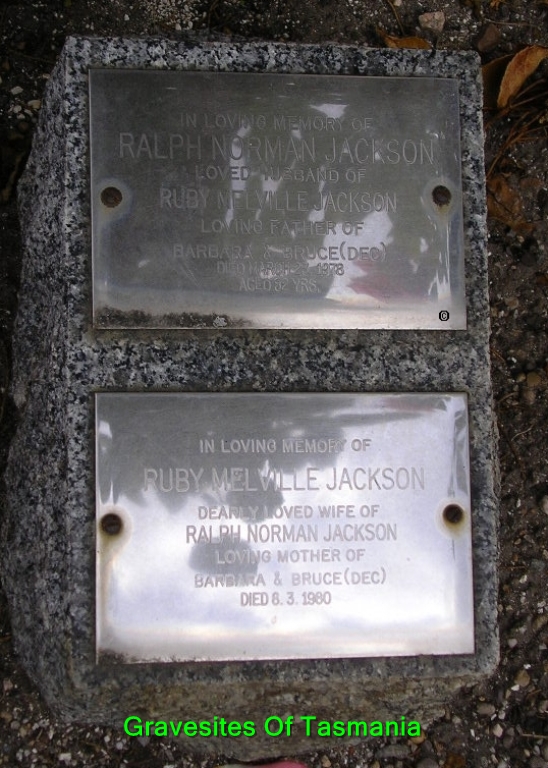 IN LOVING MEMORY OF
RALPH NORMAN JACKSON
LOVED HUSBAND OF
RUBY MELVILLE JACKSON
LOVING FATHER OF
BARBARA & BRUCE (DEC)
DIED MARCH 1978
AGED 82 YRS.
©
IN LOVING MEMORY OF
RUBY MELVILLE JACKSON
DEARLY LOVED WIFE OF
RALPH NORMAN JACKSON
LOVING MOTHER OF
BARBARA & BRUCE (DEC)
DIED 6. 3. 1980
Gravesites Of Tasmania